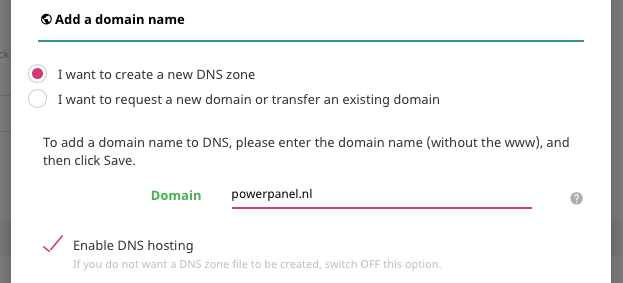 Add a domain name
ck
I want to create a new DNS zone
I want to request a new domain or transfer an existing domain
To add a domain name to DNS, please enter the domain name (without the www), and
then click Save.
Domain powerpanel.nl ?
Enable DNS hosting
If you do not want a DNS zone file to be created, switch OFF this option.